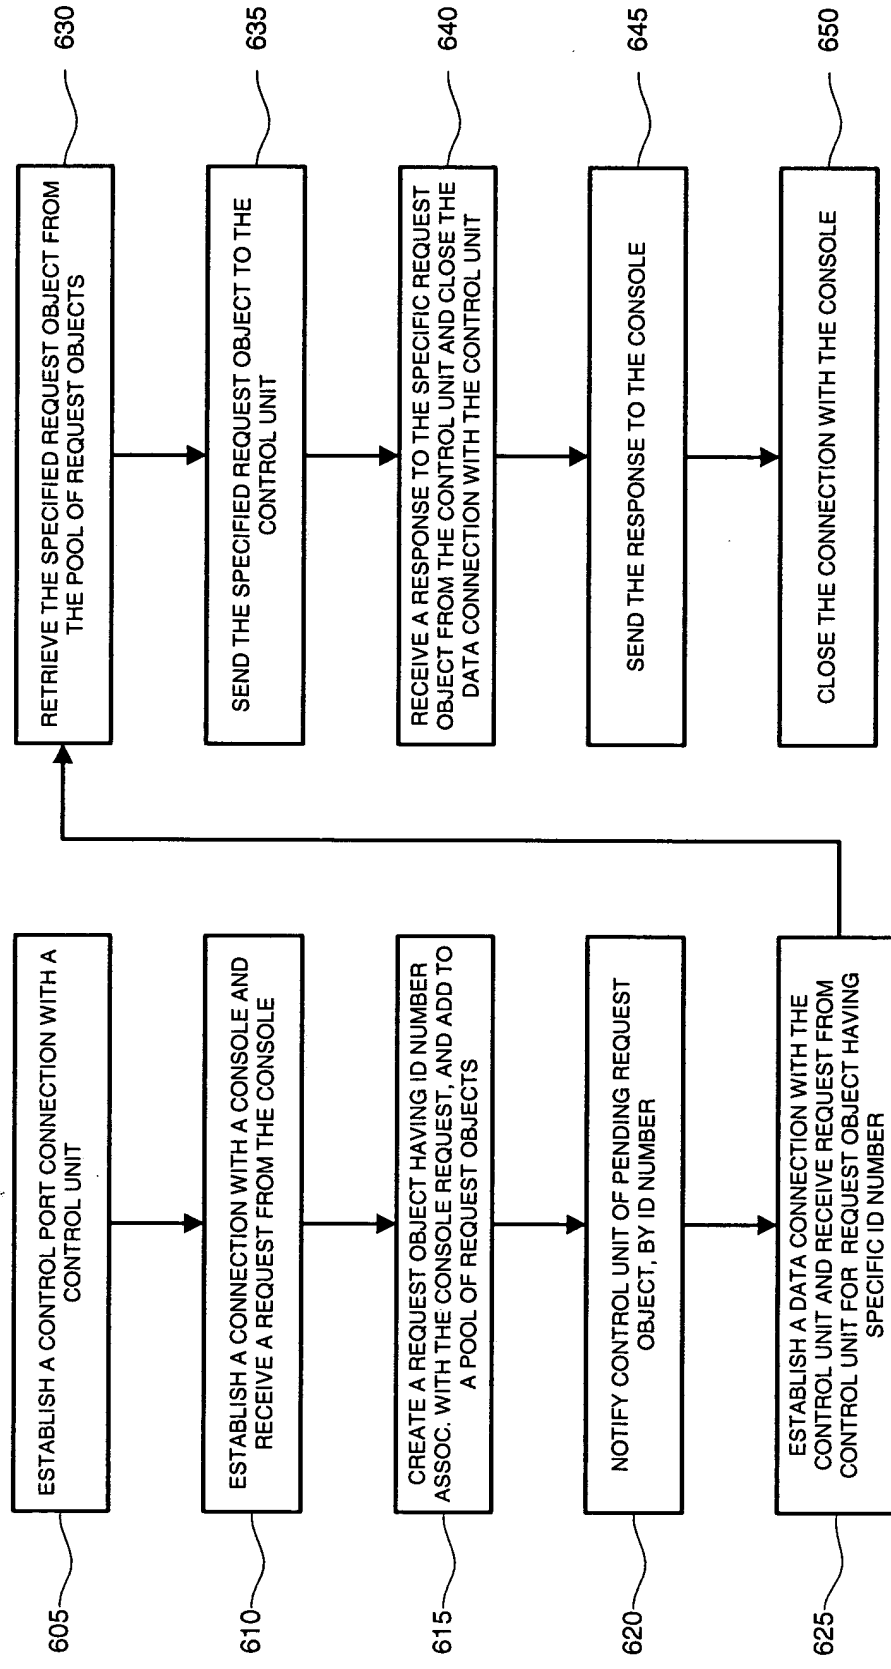 605
ESTABLISH A CONTROL PORT CONNECTION WITH A
CONTROL UNIT
610
ESTABLISH A CONNECTION WITH A CONSOLE AND
RECEIVE A REQUEST FROM THE CONSOLE
615
CREATE A REQUEST OBJECT HAVING ID NUMBER
ASSOC. WITH THE CONSOLE REQUEST, AND ADD TO
A POOL OF REQUEST OBJECTS
620
NOTIFY CONTROL UNIT OF PENDING REQUEST
OBJECT, BY ID NUMBER
625
ESTABLISH A DATA CONNECTION WITH THE
CONTROL UNIT AND RECEIVE REQUEST FROM
CONTROL UNIT FOR REQUEST OBJECT HAVING
SPECIFIC ID NUMBER
RETRIEVE THE SPECIFIED REQUEST OBJECT FROM
THE POOL OF REQUEST OBJECTS
630
SEND THE SPECIFIED REQUEST OBJECT TO THE
CONTROL UNIT
635
RECEIVE A RESPONSE TO THE SPECIFIC REQUEST
OBJECT FROM THE CONTROL UNIT AND CLOSE THE
DATA CONNECTION WITH THE CONTROL UNIT
640
SEND THE RESPONSE TO THE CONSOLE
645
CLOSE THE CONNECTION WITH THE CONSOLE
650